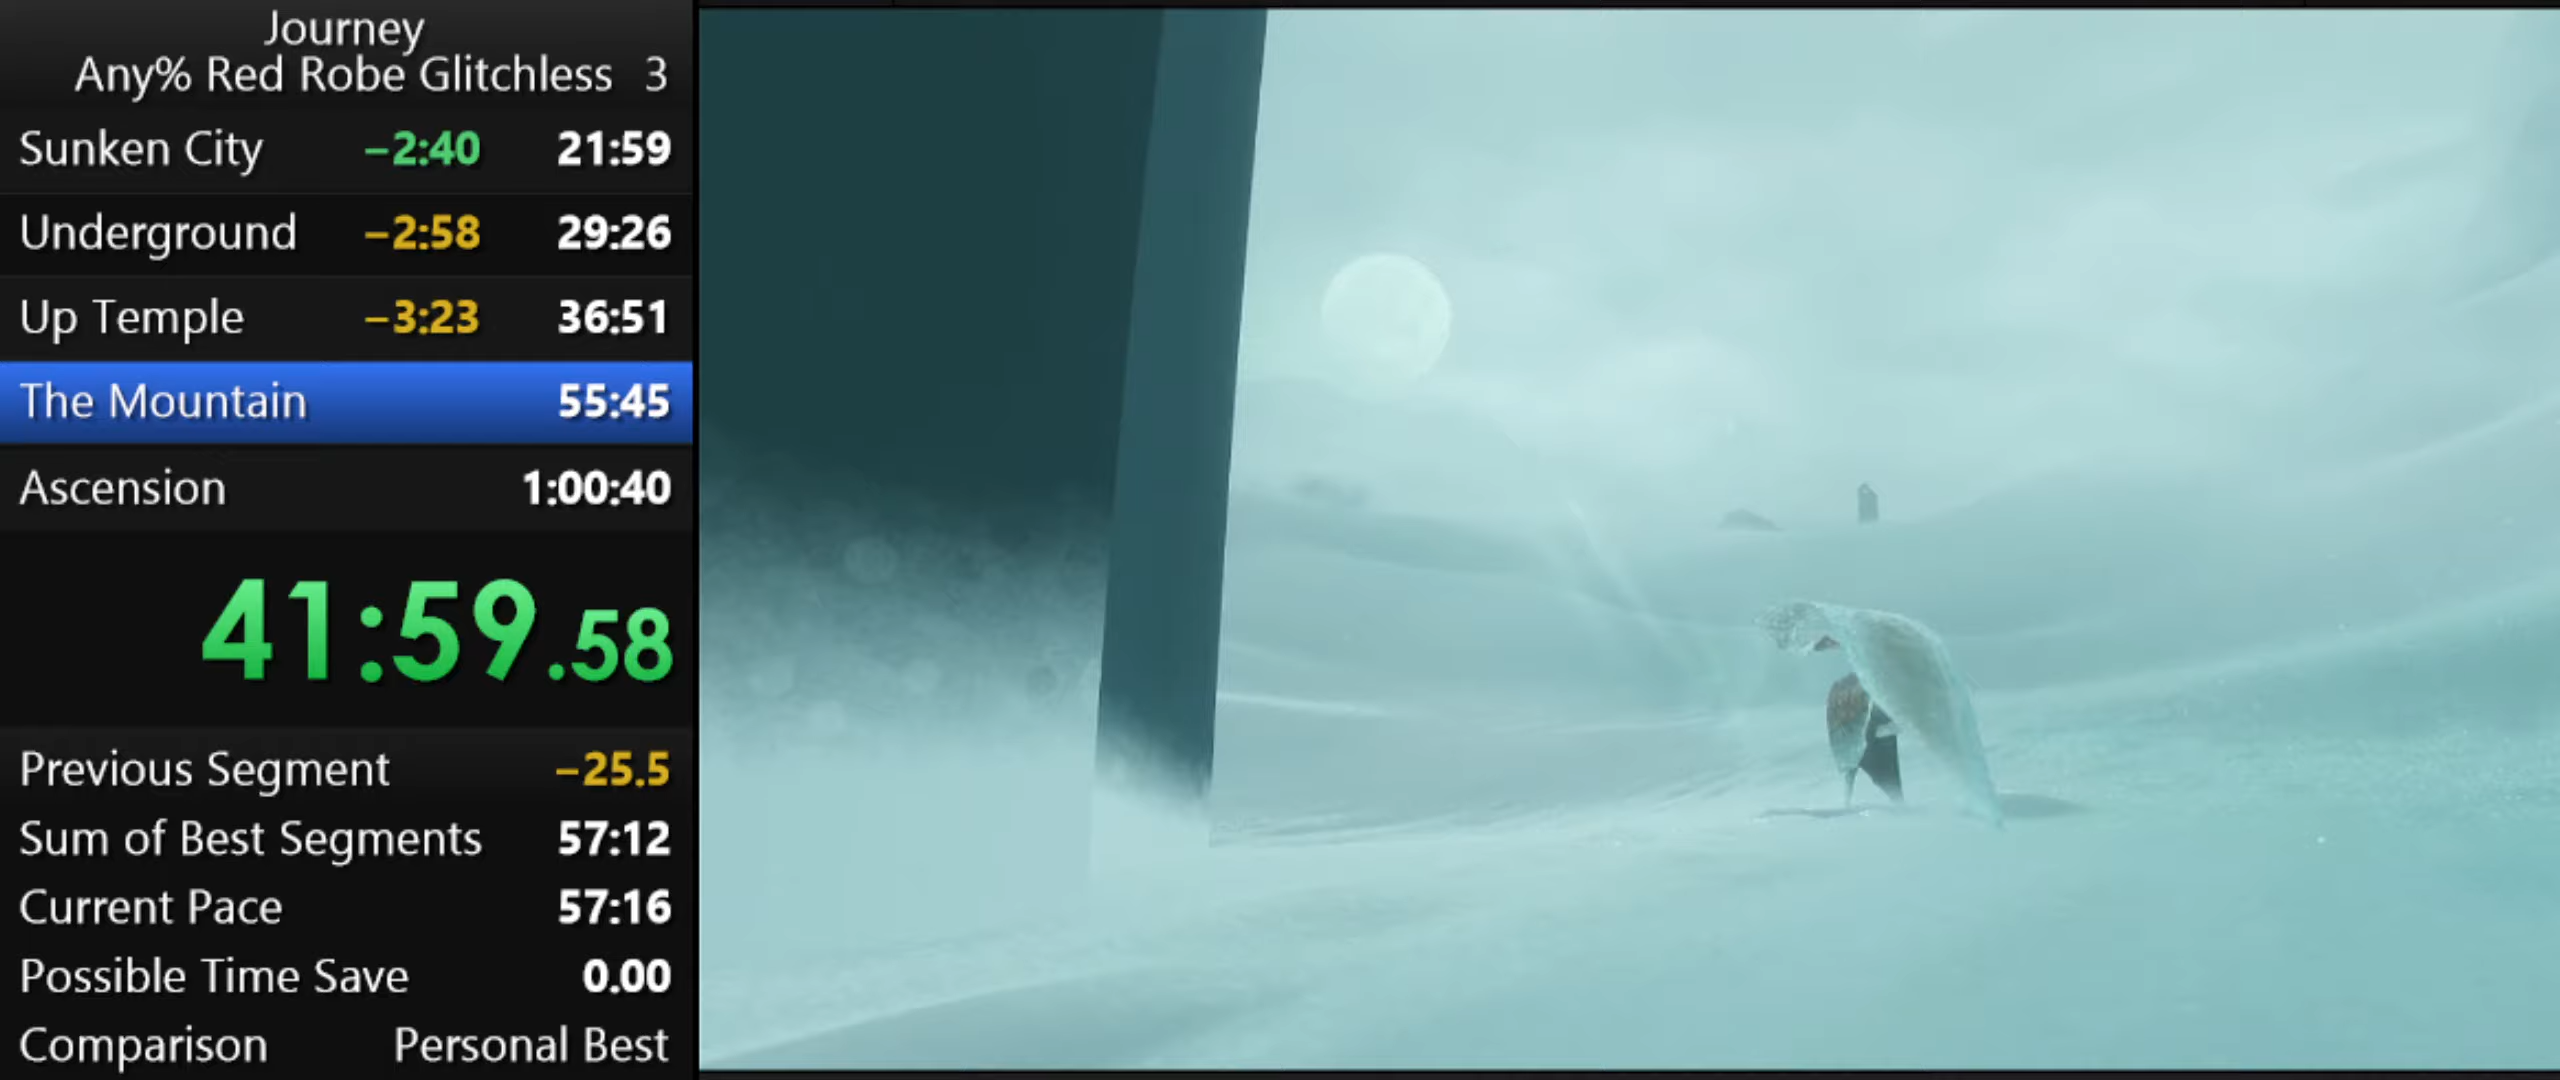 Journey
Any% Red Robe Glitchless 3
Sunken City −2:40 21:59
Underground −2:58 29:26
Up Temple −3:23 36:51
The Mountain 55:45
Ascension 1:00:40
41:59.58
Previous Segment −25.5
Sum of Best Segments 57:12
Current Pace 57:16
Possible Time Save 0.00
Comparison Personal Best